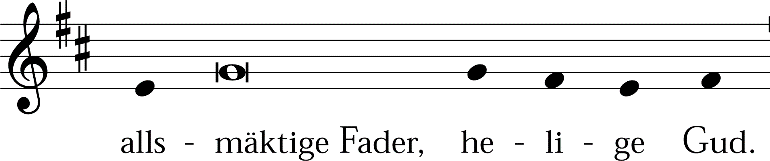 alls - mäktige Fader, he - li - ge Gud.